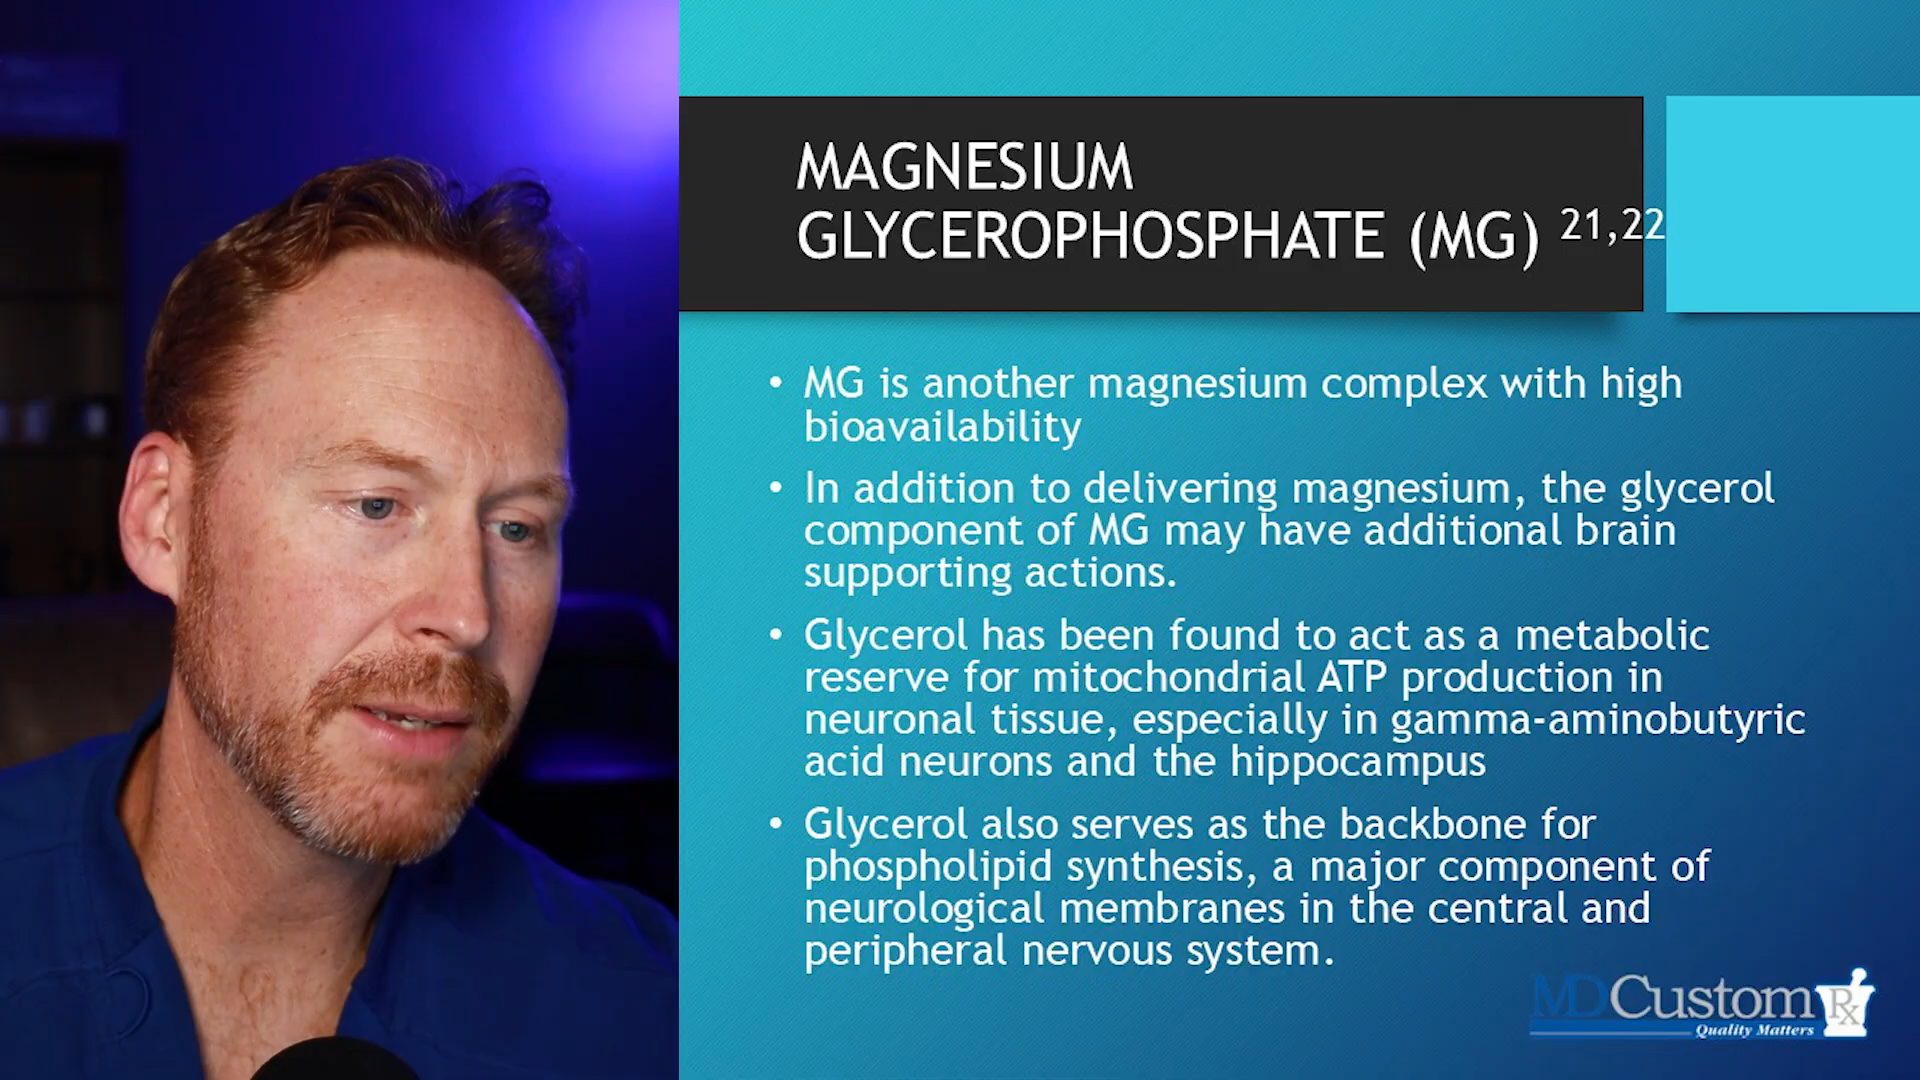 MAGNESIUM
GLYCEROPHOSPHATE (MG) 21,22
• MG is another magnesium complex with high
bioavailability
• In addition to delivering magnesium, the glycerol
component of MG may have additional brain
supporting actions.
• Glycerol has been found to act as a metabolic
reserve for mitochondrial ATP production in
neuronal tissue, especially in gamma-aminobutyric
acid neurons and the hippocampus
• Glycerol also serves as the backbone for
phospholipid synthesis, a major component of
neurological membranes in the central and
peripheral nervous system.
MDCustom Rx
Quality Matters